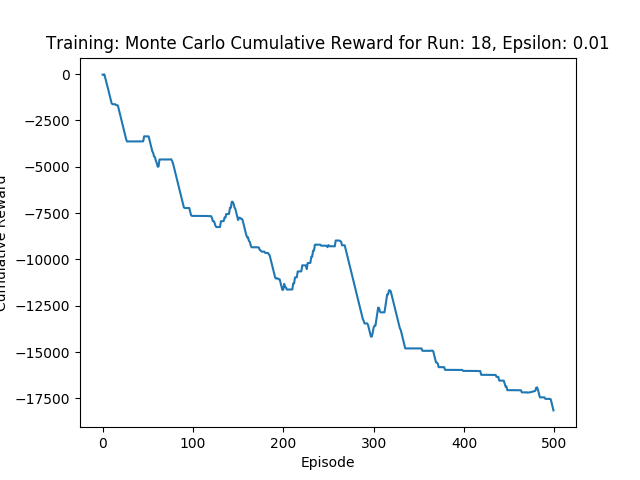 Training: Monte Carlo Cumulative Reward for Run: 18, Epsilon: 0.01
0
−2500
−5000
−7500
−10000
−12500
−15000
−17500
Cumulative Reward
0 100 200 300 400 500
Episode